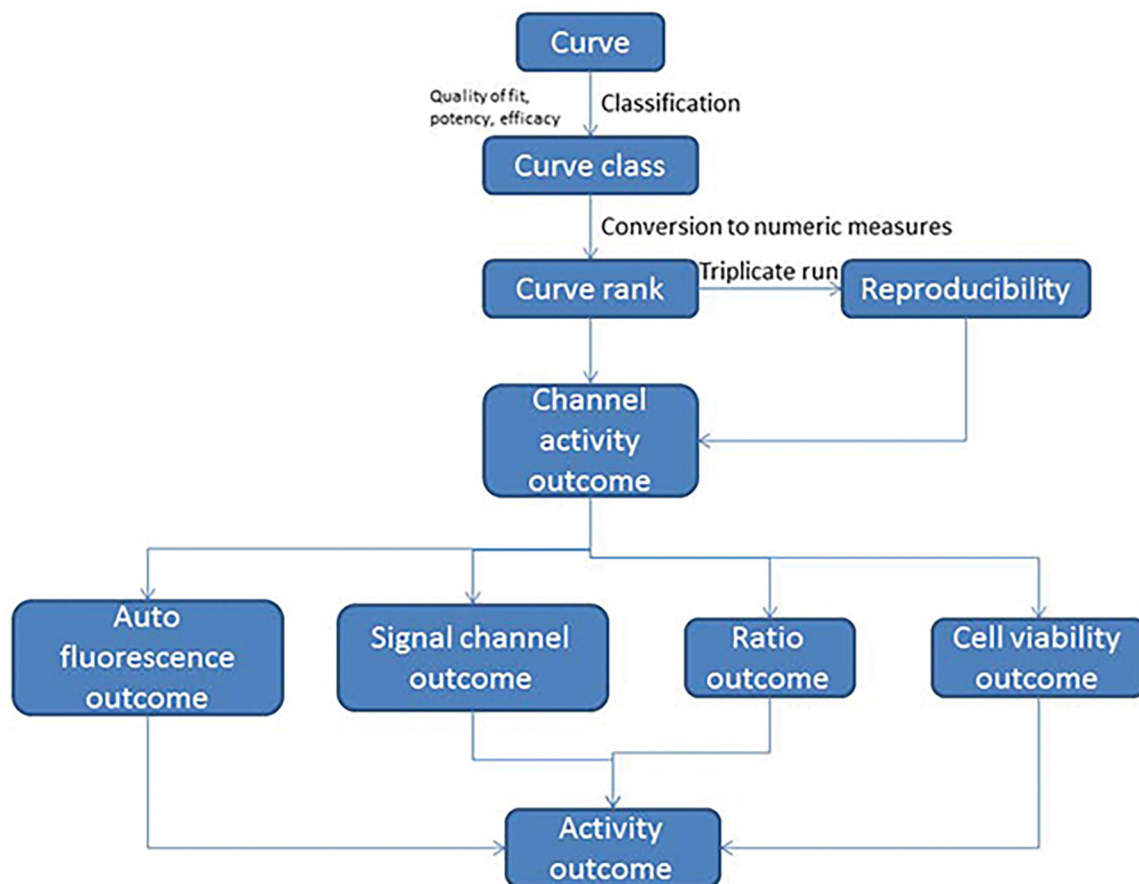 Curve
Quality of fit,
potency, efficacy
Classification
Curve class
Conversion to numeric measures
Curve rank
Triplicate run
Reproducibility
Channel
activity
outcome
Auto
fluorescence
outcome
Signal channel
outcome
Ratio
outcome
Cell viability
outcome
Activity
outcome